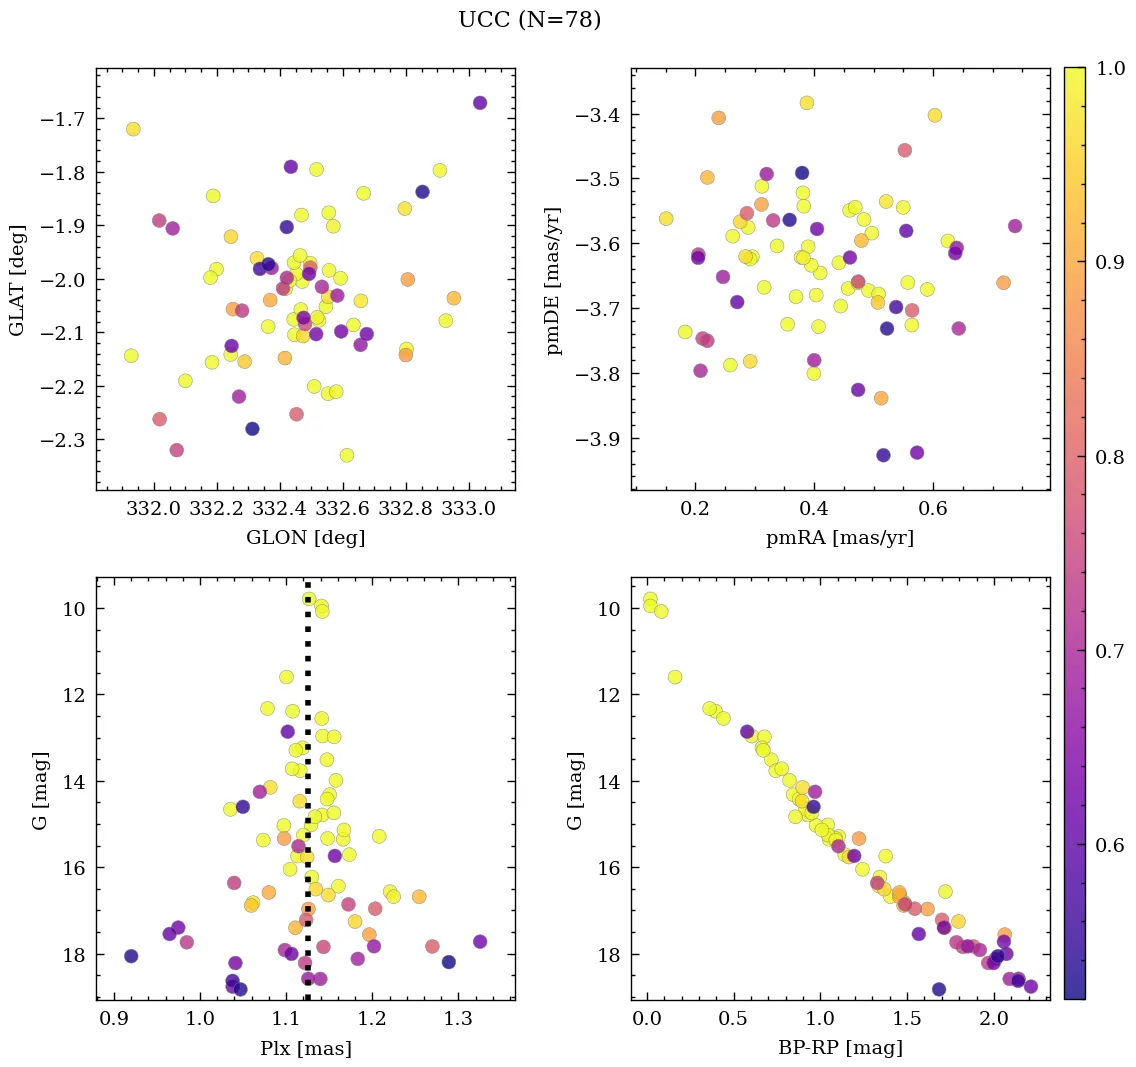 UCC (N=78)
−1.7
−1.8
−1.9
−2.0
−2.1
−2.2
−2.3
GLAT [deg]
332.0 332.2 332.4 332.6 332.8 333.0
GLON [deg]
−3.4
−3.5
−3.6
−3.7
−3.8
−3.9
pmDE [mas/yr]
0.2 0.4 0.6
pmRA [mas/yr]
10
12
14
16
18
G [mag]
0.9 1.0 1.1 1.2 1.3
Plx [mas]
10
12
14
16
18
G [mag]
0.0 0.5 1.0 1.5 2.0
BP-RP [mag]
1.0
0.9
0.8
0.7
0.6